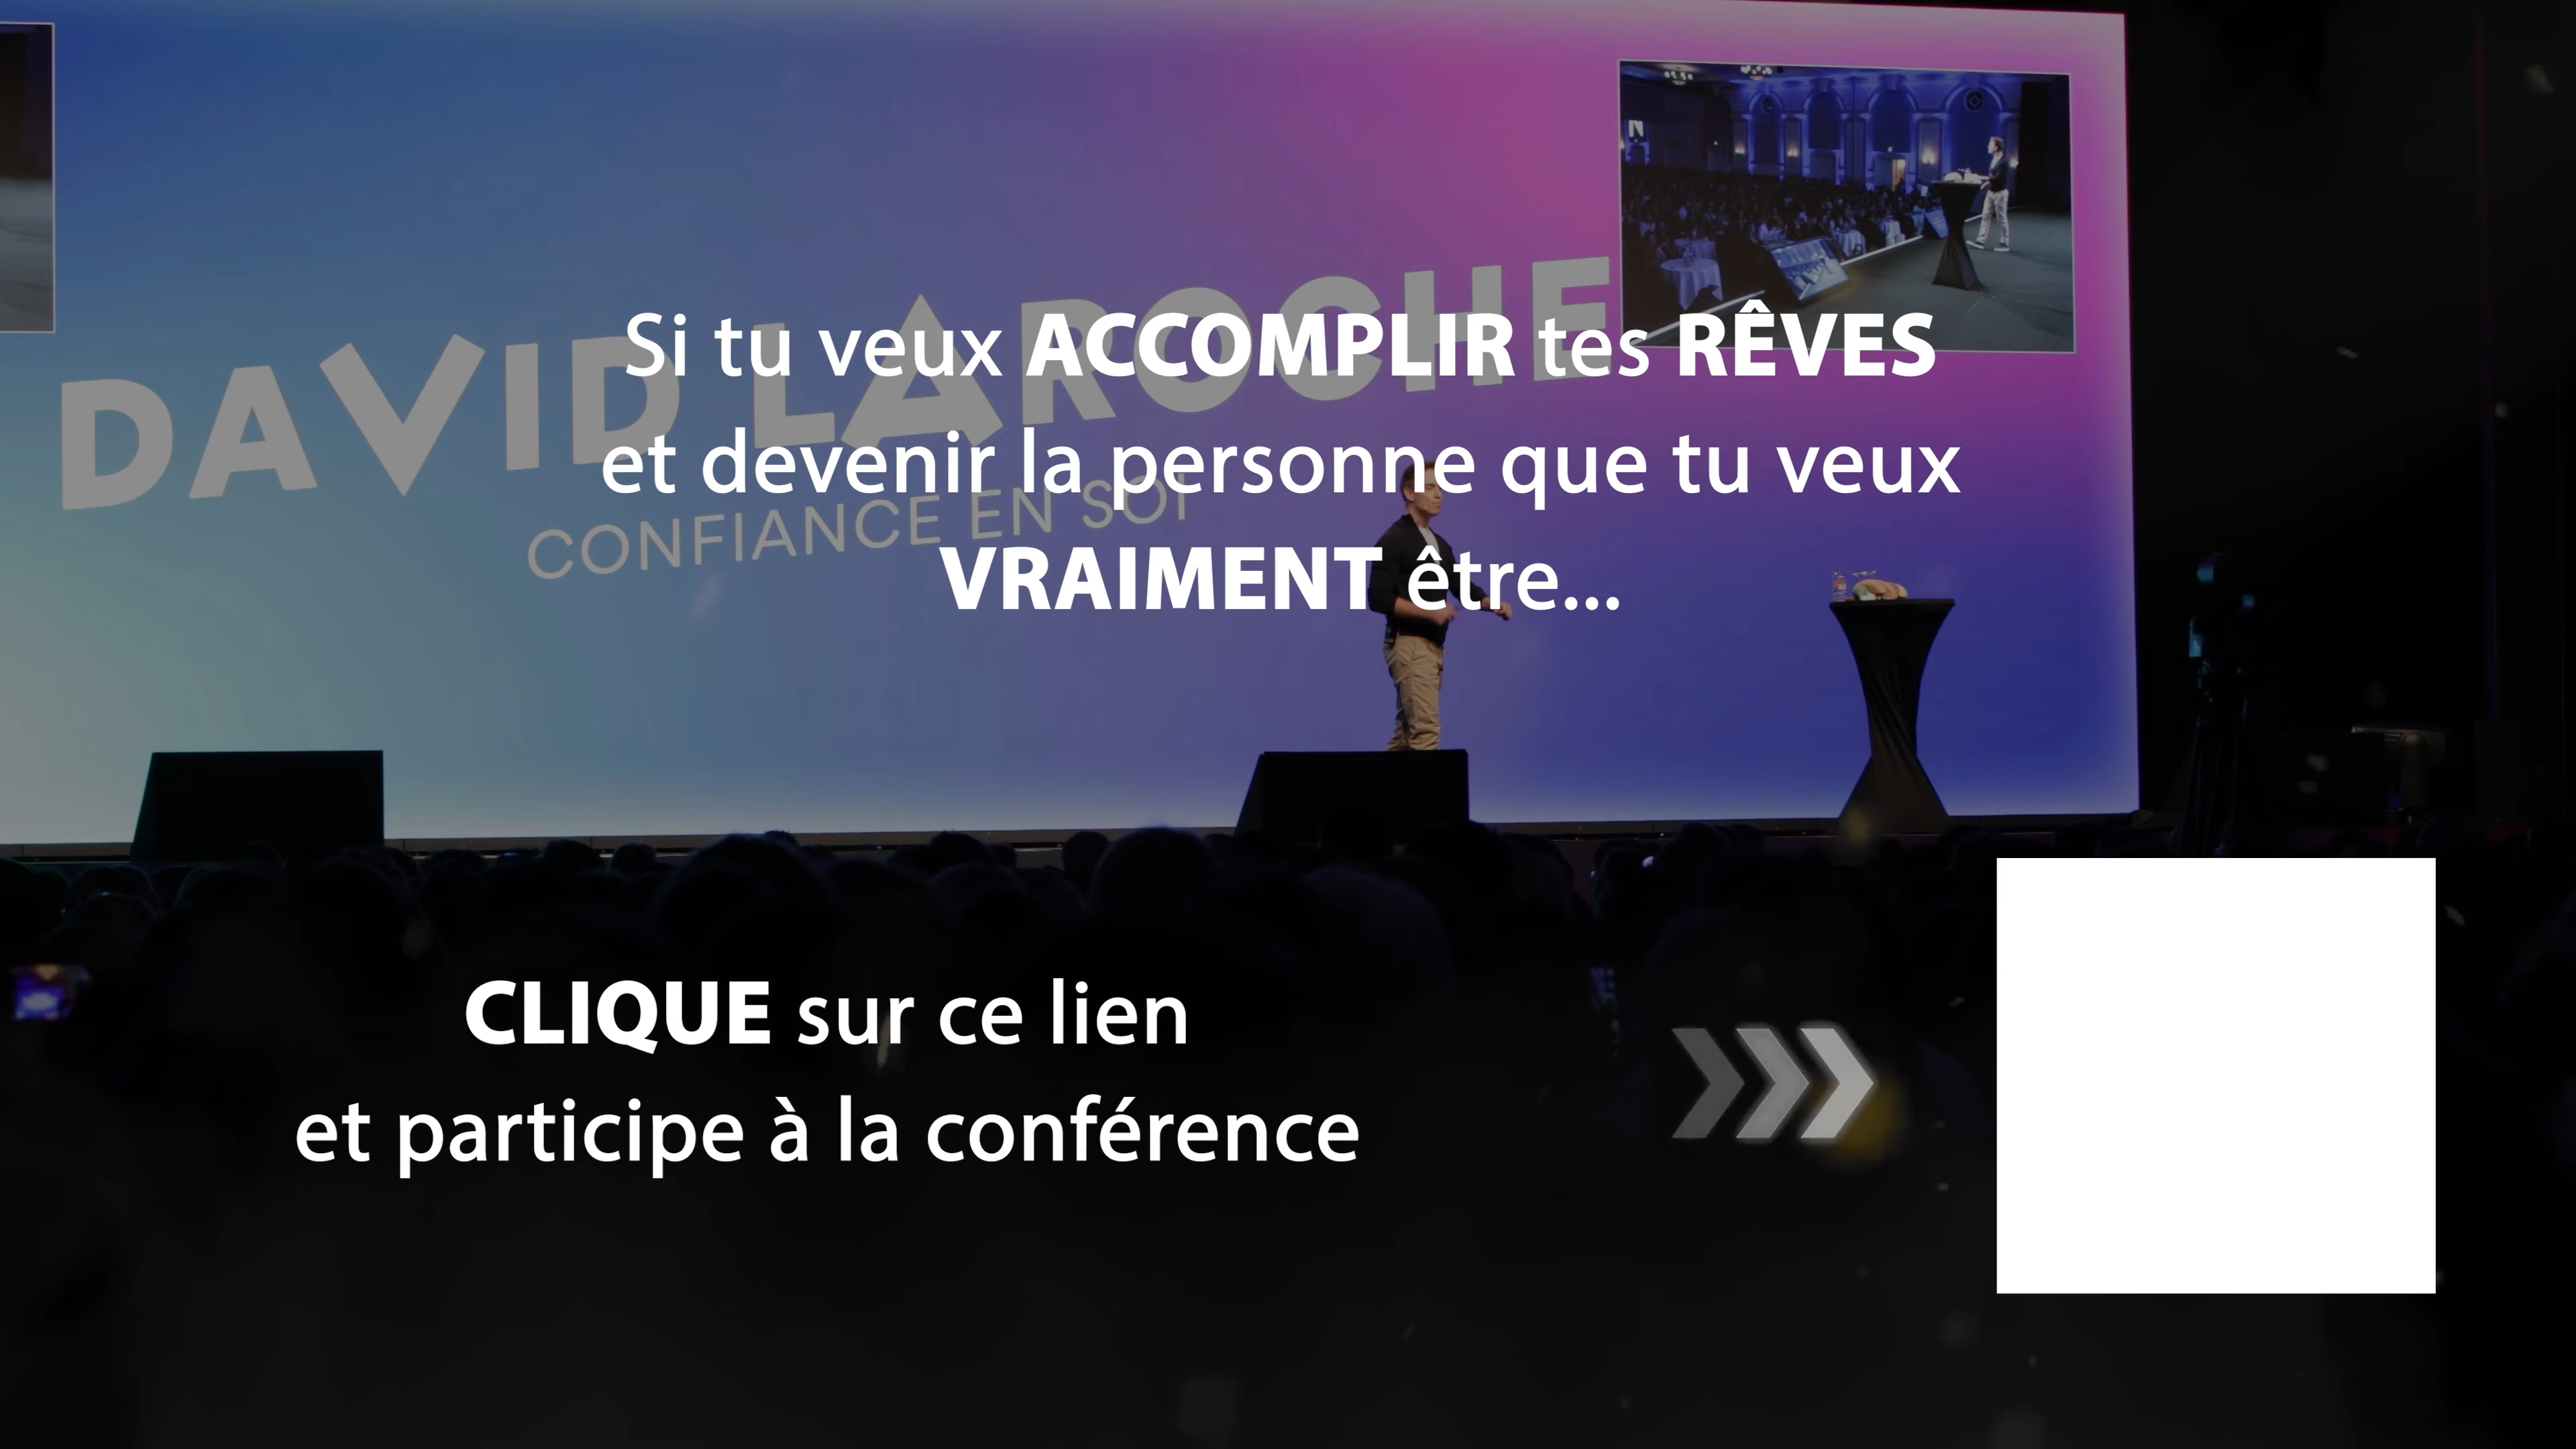 DAVID LAROCHE
CONFIANCE EN SOI
Si tu veux ACCOMPLIR tes RÊVES
et devenir la personne que tu veux
VRAIMENT être...
CLIQUE sur ce lien
et participe à la conférence